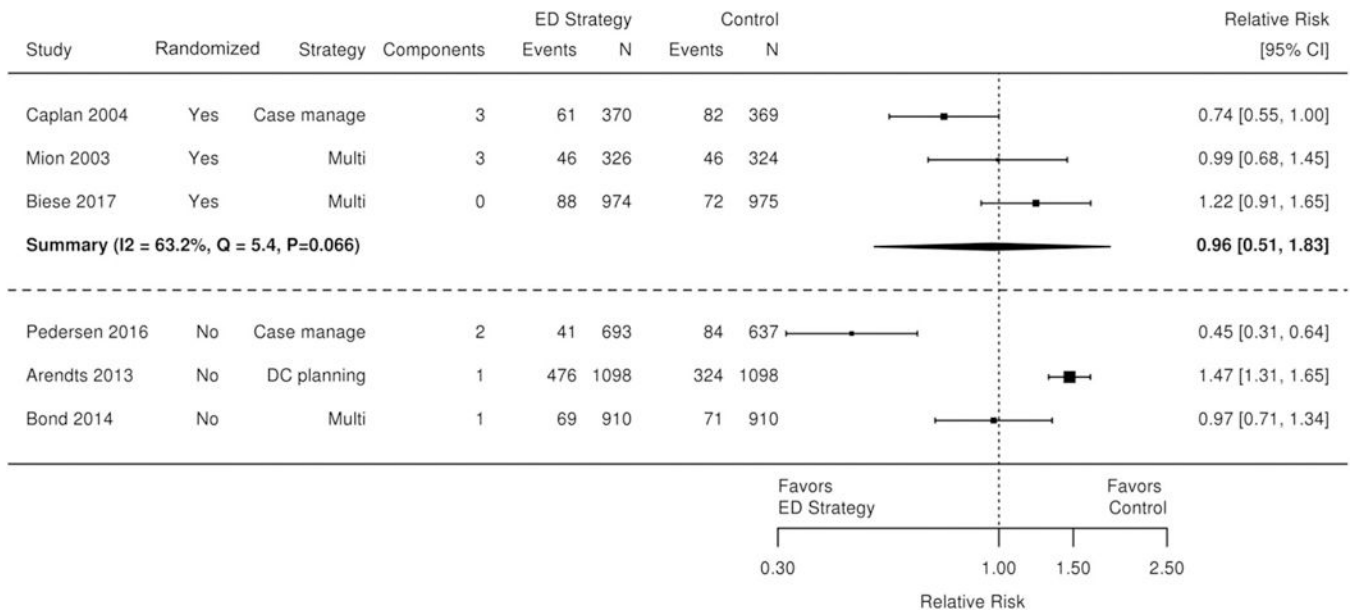 ED Strategy Control Relative Risk
Study Randomized Strategy Components Events N Events N [95% CI]
Caplan 2004 Yes Case manage 3 61 370 82 369 0.74 [0.55, 1.00]
Mion 2003 Yes Multi 3 46 326 46 324 0.99 [0.68, 1.45]
Biese 2017 Yes Multi 0 88 974 72 975 1.22 [0.91, 1.65]
Summary (I2 = 63.2%, Q = 5.4, P=0.066) 0.96 [0.51, 1.83]
Pedersen 2016 No Case manage 2 41 693 84 637 0.45 [0.31, 0.64]
Arendts 2013 No DC planning 1 476 1098 324 1098 1.47 [1.31, 1.65]
Bond 2014 No Multi 1 69 910 71 910 0.97 [0.71, 1.34]
Favors Favors
ED Strategy Control
0.30 1.00 1.50 2.50
Relative Risk